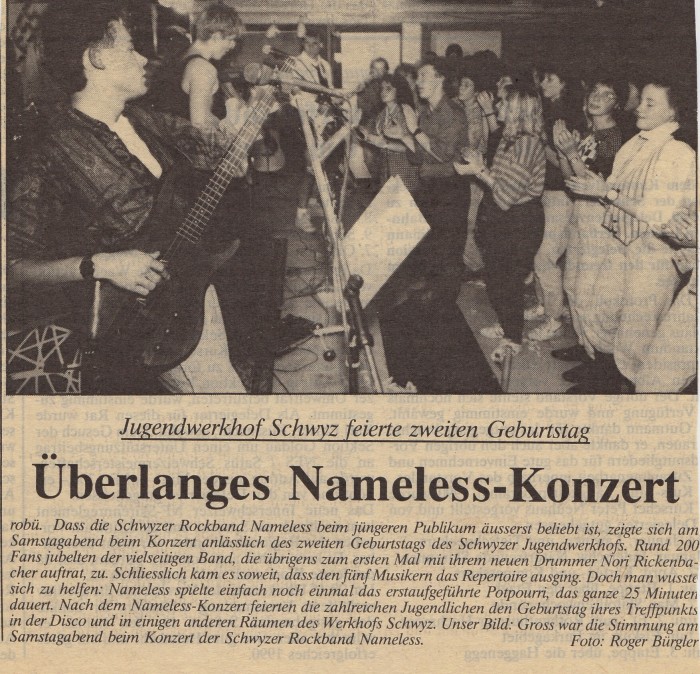 Jugendwerkhof Schwyz feierte zweiten Geburtstag
Überlanges Nameless-Konzert
robü. Dass die Schwyzer Rockband Nameless beim jüngeren Publikum äusserst beliebt ist, zeigte sich am
Samstagabend beim Konzert anlässlich des zweiten Geburtstags des Schwyzer Jugendwerkhofs. Rund 200
Fans jubelten der vielseitigen Band, die übrigens zum ersten Mal mit ihrem neuen Drummer Nori Rickenba-
cher auftrat, zu. Schliesslich kam es soweit, dass den fünf Musikern das Repertoire ausging. Doch man wusst
sich zu helfen: Nameless spielte einfach noch einmal das erstaufgeführte Potpourri, das ganze 25 Minuten
dauert. Nach dem Nameless-Konzert feierten die zahlreichen Jugendlichen den Geburtstag ihres Treffpunkt
in der Disco und in einigen anderen Räumen des Werkhofs Schwyz. Unser Bild: Gross war die Stimmung am
Samstagabend beim Konzert der Schwyzer Rockband Nameless. Foto: Roger Bürgler